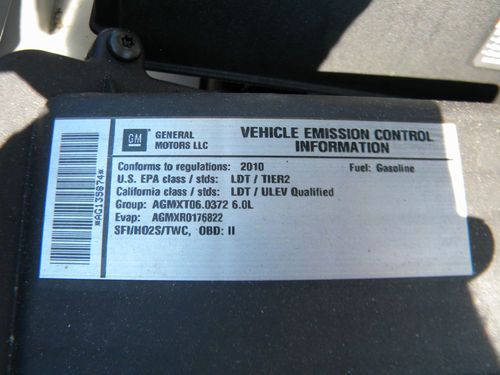 GM GENERAL
MOTORS LLC
VEHICLE EMISSION CONTROL
INFORMATION
Conforms to regulations: 2010 Fuel: Gasoline
U.S. EPA class / stds: LDT / TIER2
California class / stds: LDT / ULEV Qualified
Group: AGMXT06.0372 6.0L
Evap: AGMXR0176822
SFI/HO2S/TWC, OBD: II
*AG135874*